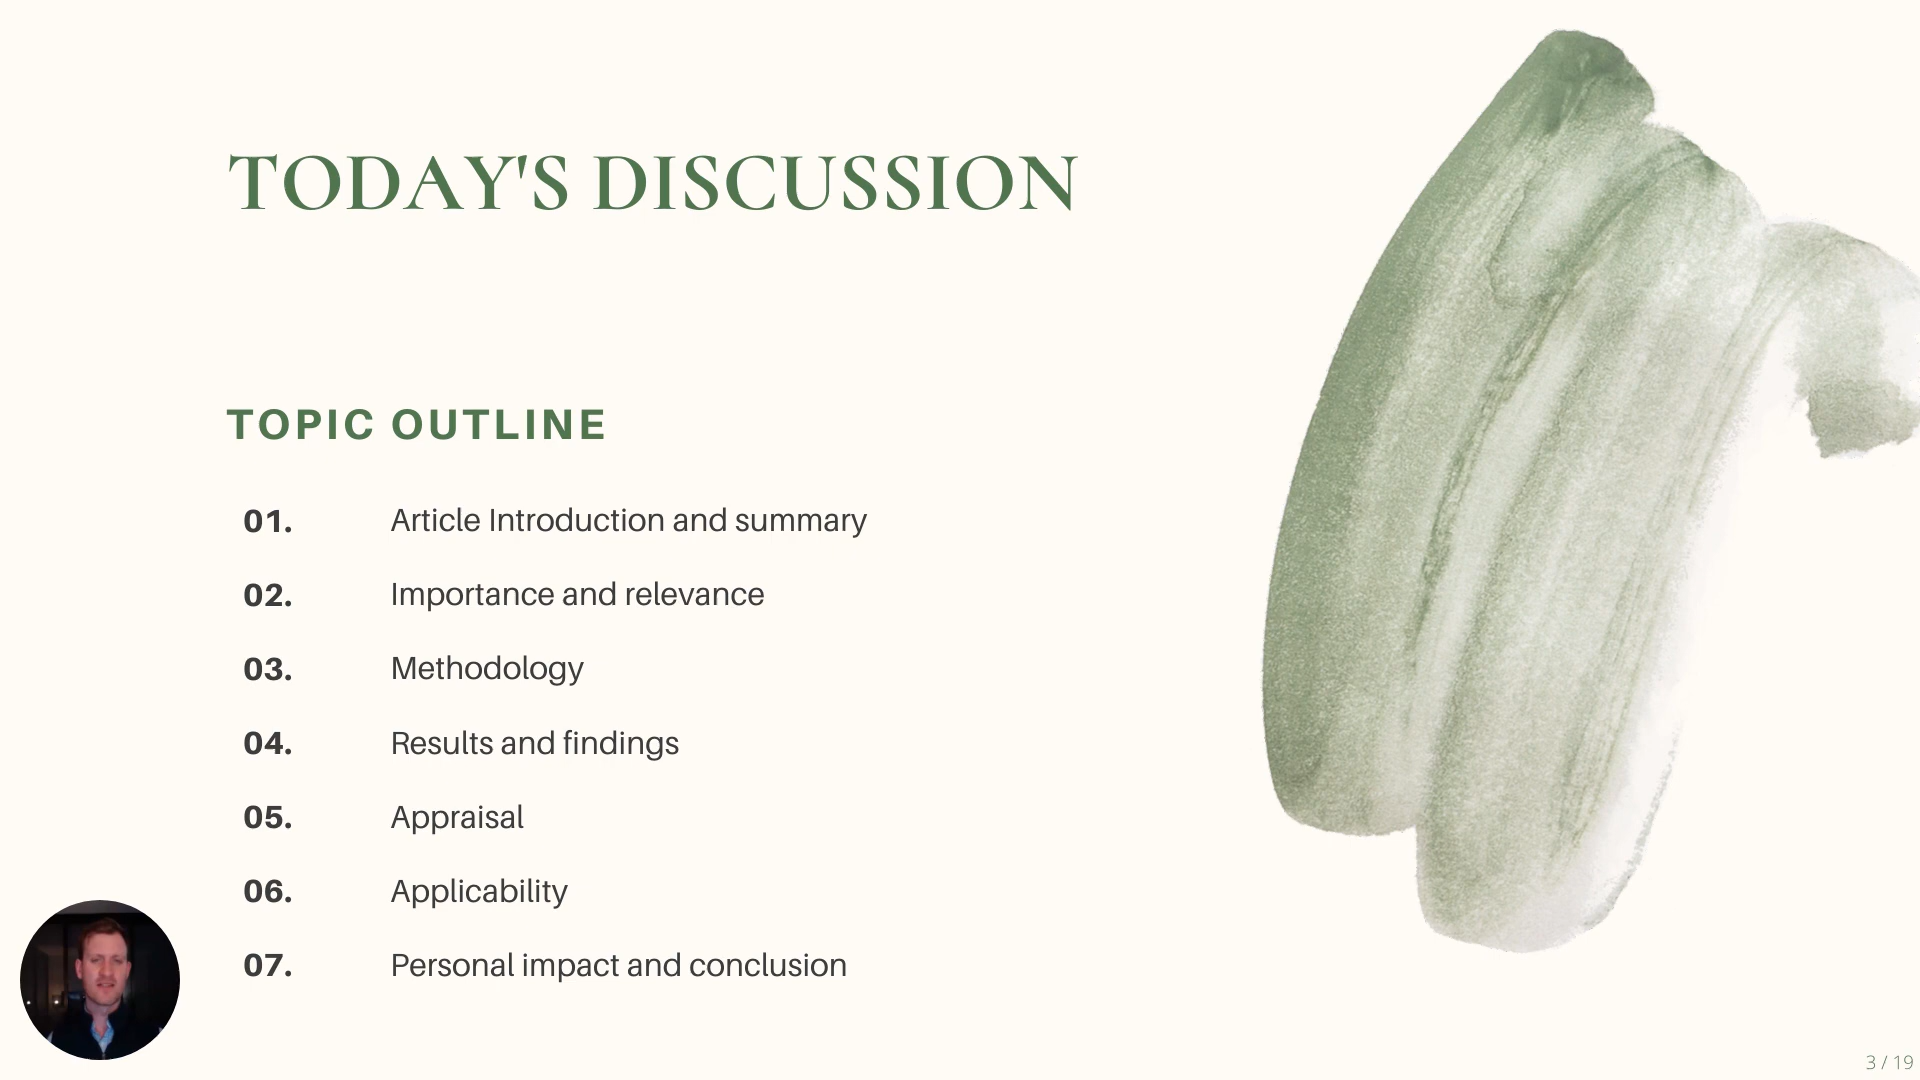 TODAY'S DISCUSSION
TOPIC OUTLINE
01. Article Introduction and summary
02. Importance and relevance
03. Methodology
04. Results and findings
05. Appraisal
06. Applicability
07. Personal impact and conclusion
3 / 19